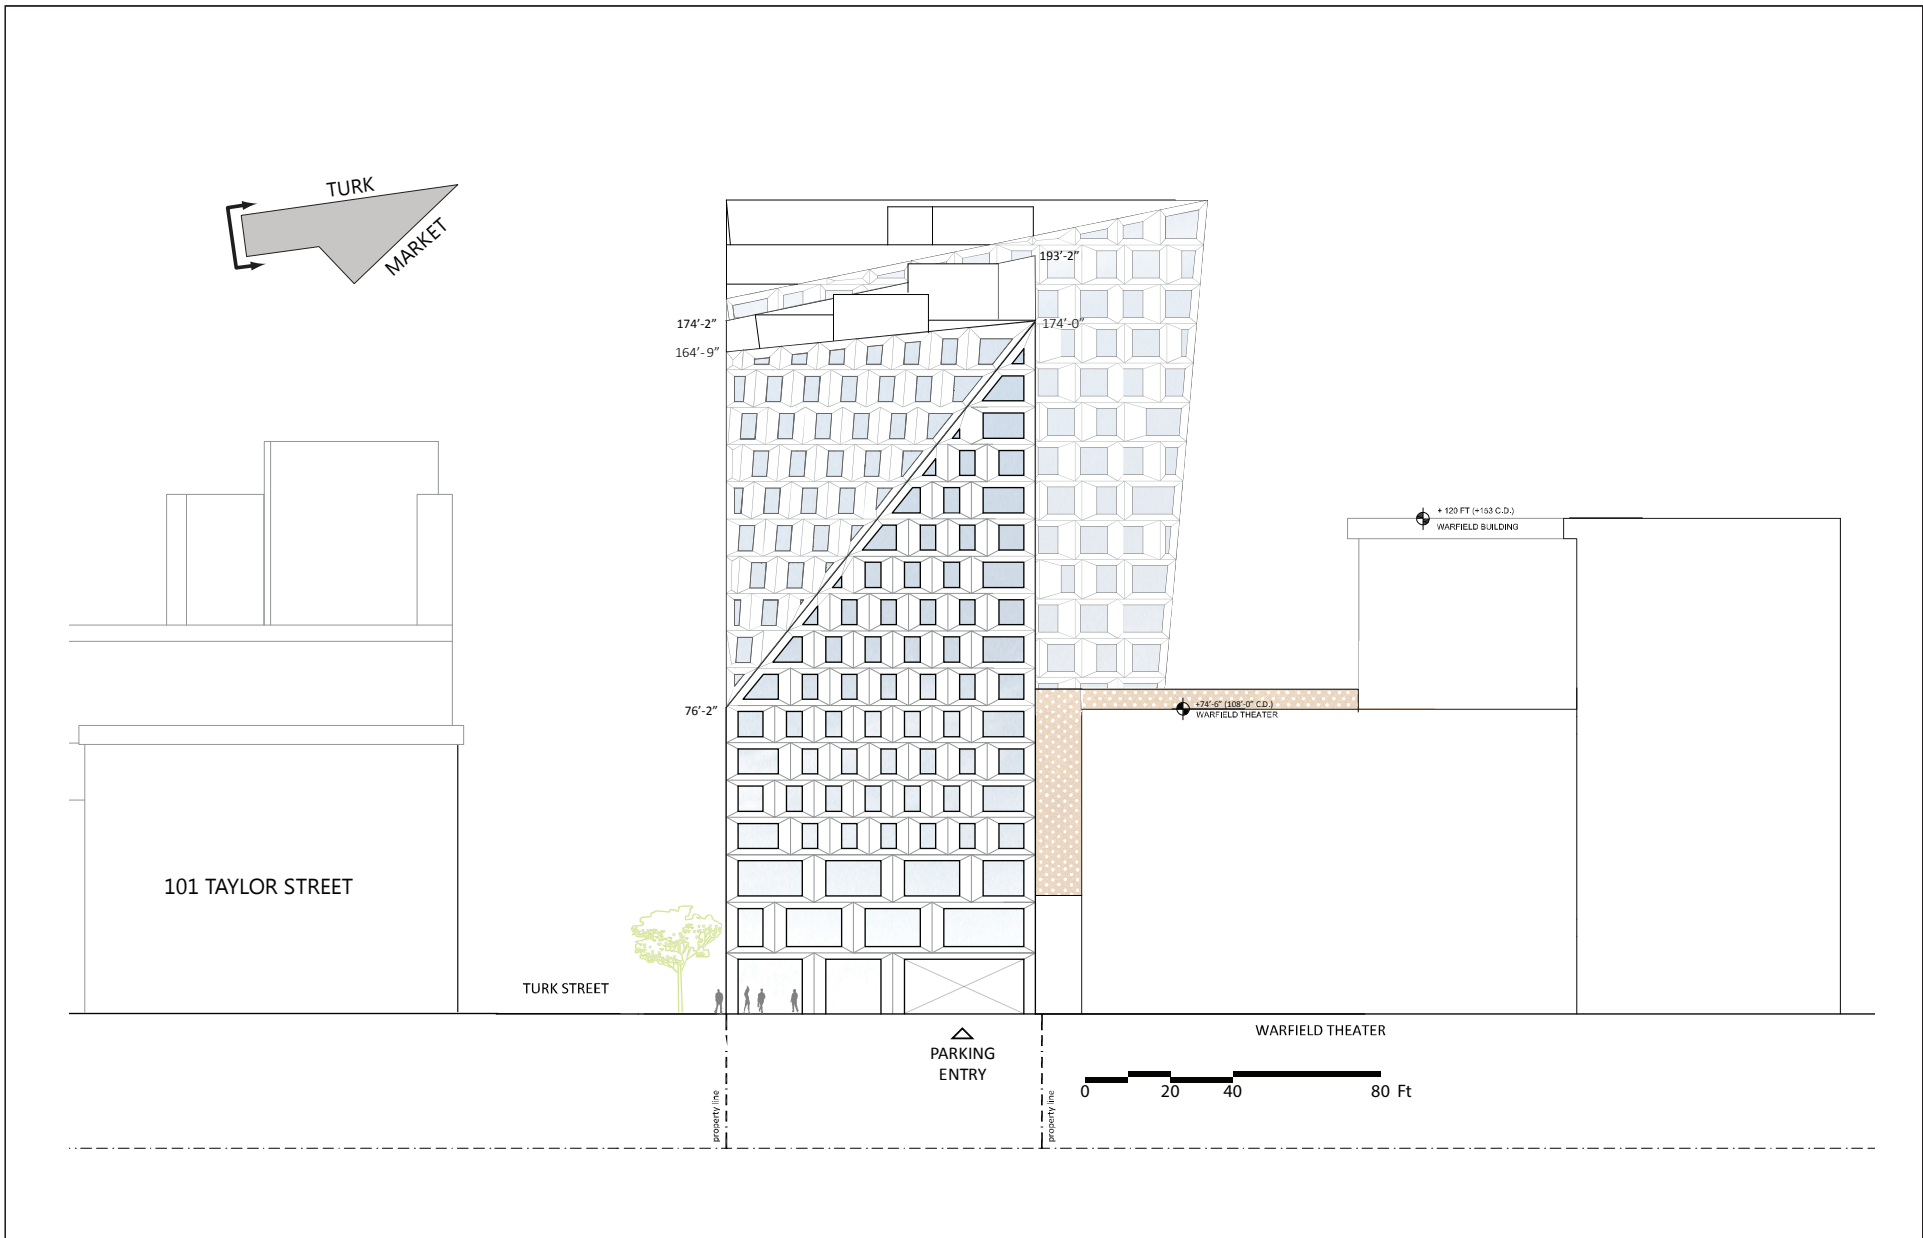 TURK
MARKET
193'-2"
174'-2"
174'-0"
164'-9"
+ 120 FT (+153 C.D.)
WARFIELD BUILDING
+74'-6" (108'-0" C.D.)
WARFIELD THEATER
76'-2"
101 TAYLOR STREET
TURK STREET
WARFIELD THEATER
PARKING
ENTRY
0 20 40 80 Ft
property line
property line